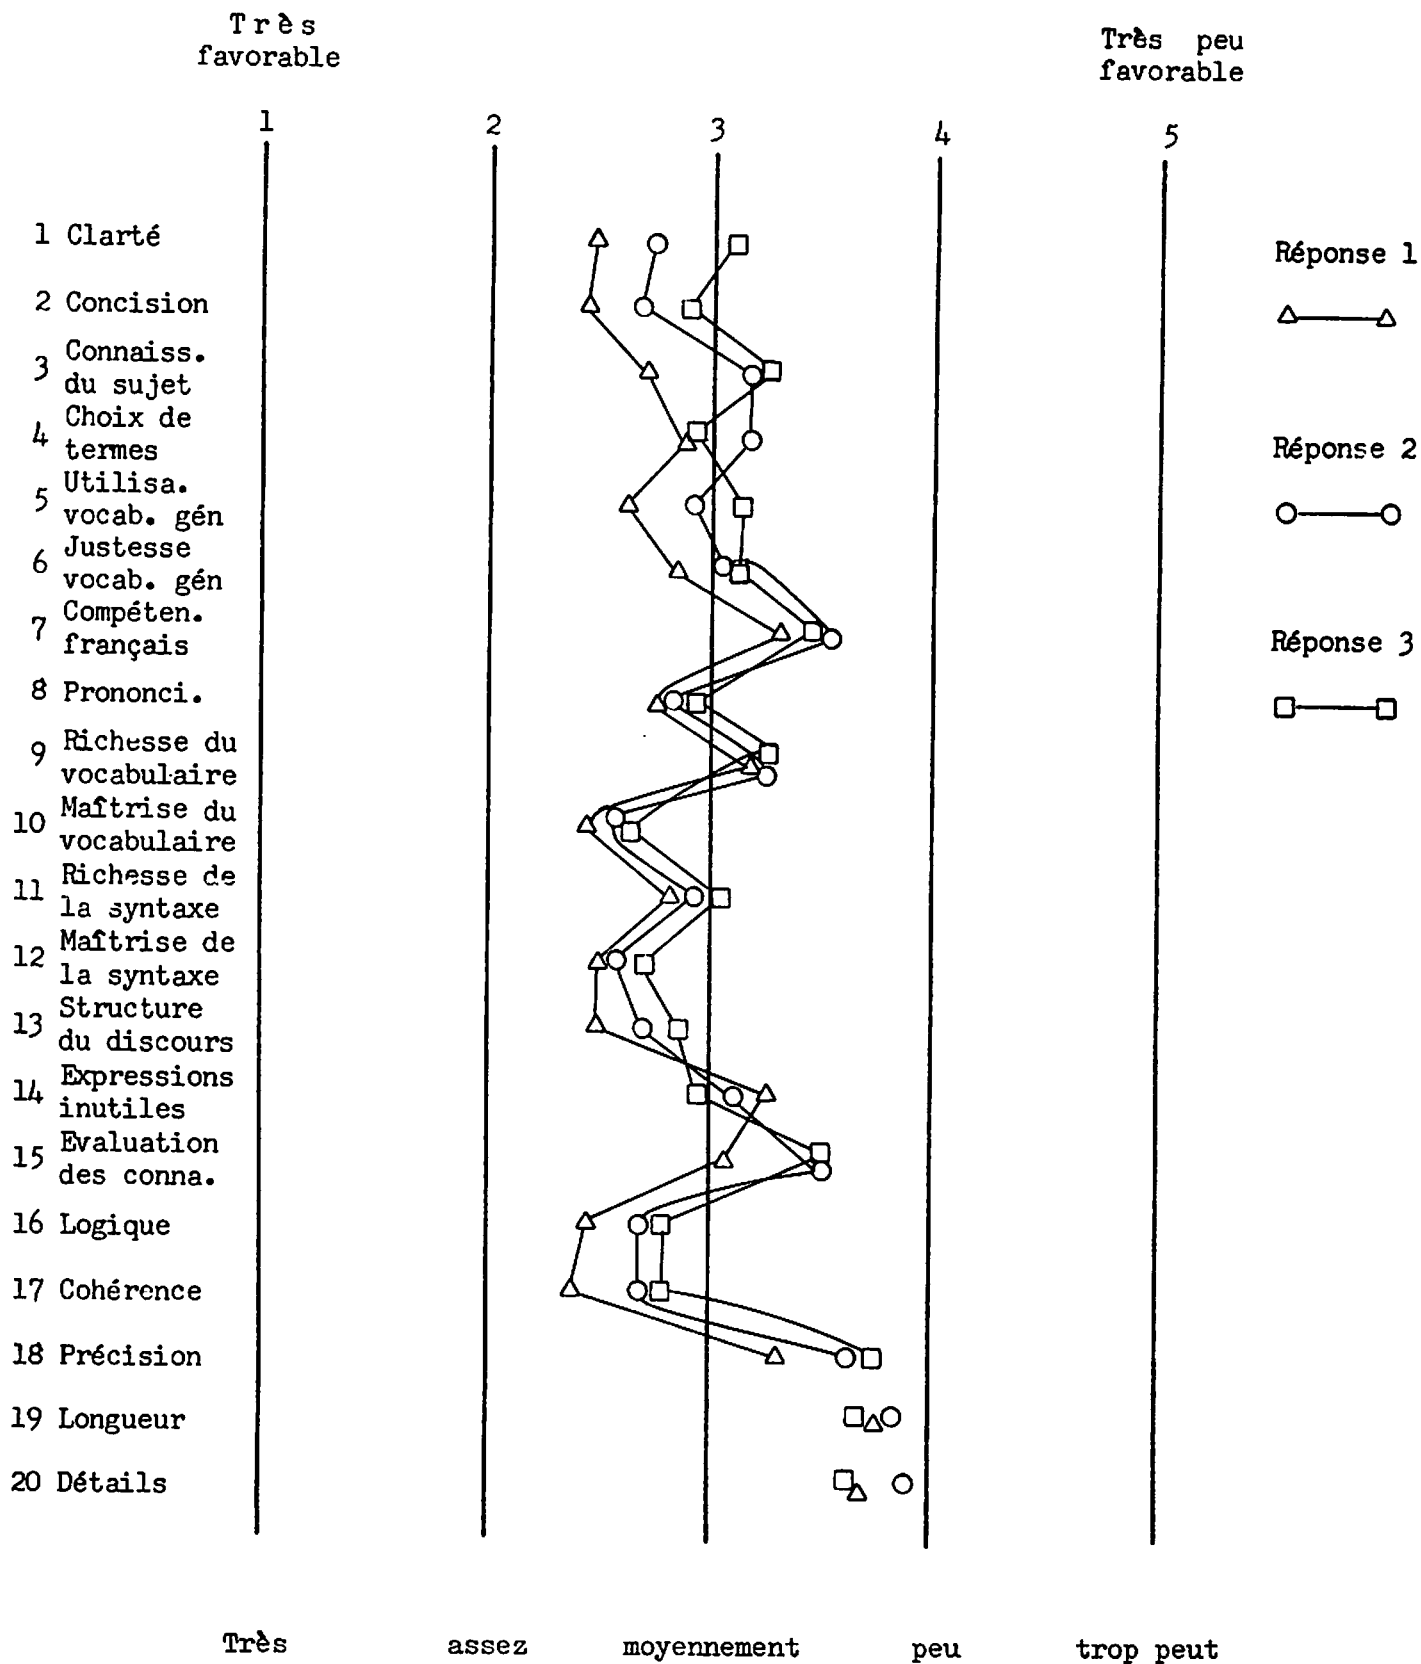 Très
favorable
Très peu
favorable
1
2
3
4
5
1 Clarté
2 Concision
3 Connaiss.
du sujet
4 Choix de
termes
5 Utilisa.
vocab. gén
6 Justesse
vocab. gén
7 Compéten.
français
8 Prononci.
9 Richesse du
vocabulaire
10 Maîtrise du
vocabulaire
11 Richesse de
la syntaxe
12 Maîtrise de
la syntaxe
13 Structure
du discours
14 Expressions
inutiles
15 Evaluation
des conna.
16 Logique
17 Cohérence
18 Précision
19 Longueur
20 Détails
Réponse 1
Réponse 2
Réponse 3
Très assez moyennement peu trop peut